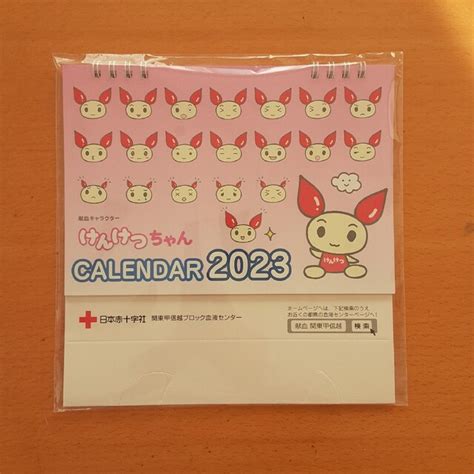 献血キャラクター
けんけつちゃん
CALENDAR 2023
けんけつ
日本赤十字社 関東甲信越ブロック血液センター
ホームページへは、下記検索のうえ
お近くの都県の血液センターページへ!
献血 関東甲信越 検索